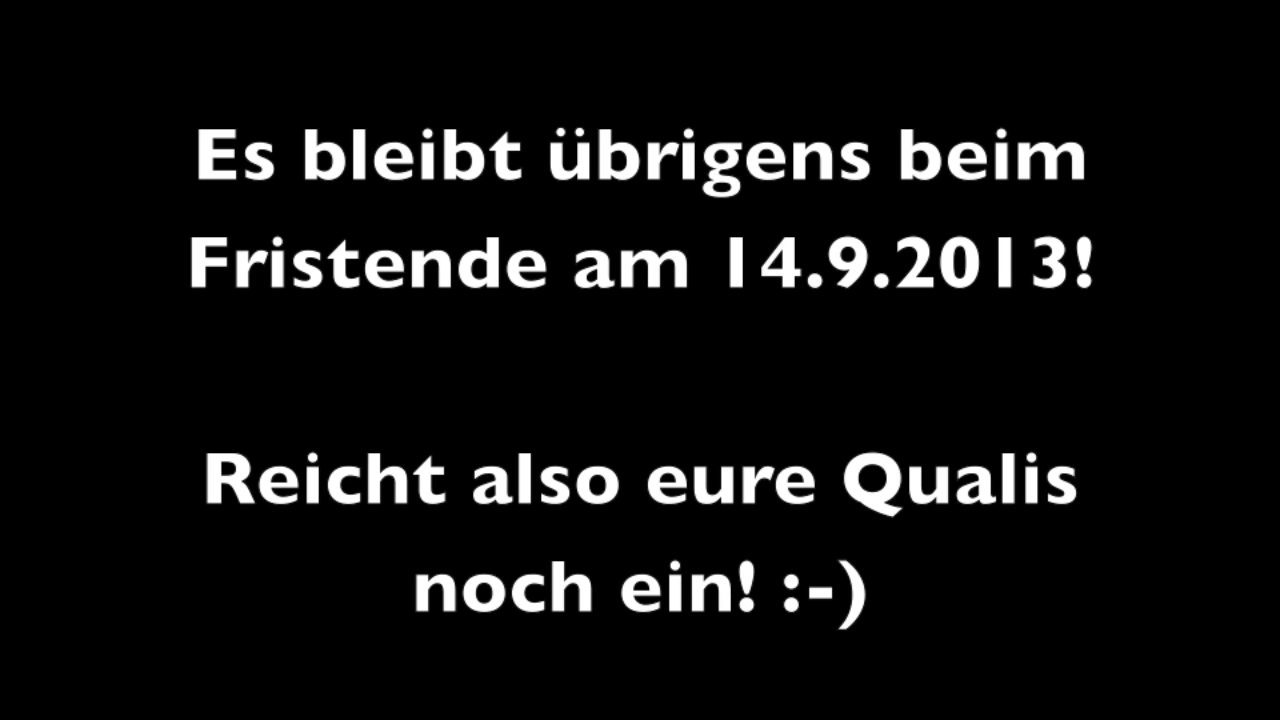 Es bleibt übrigens beim
Fristende am 14.9.2013!
Reicht also eure Qualis
noch ein! :-)